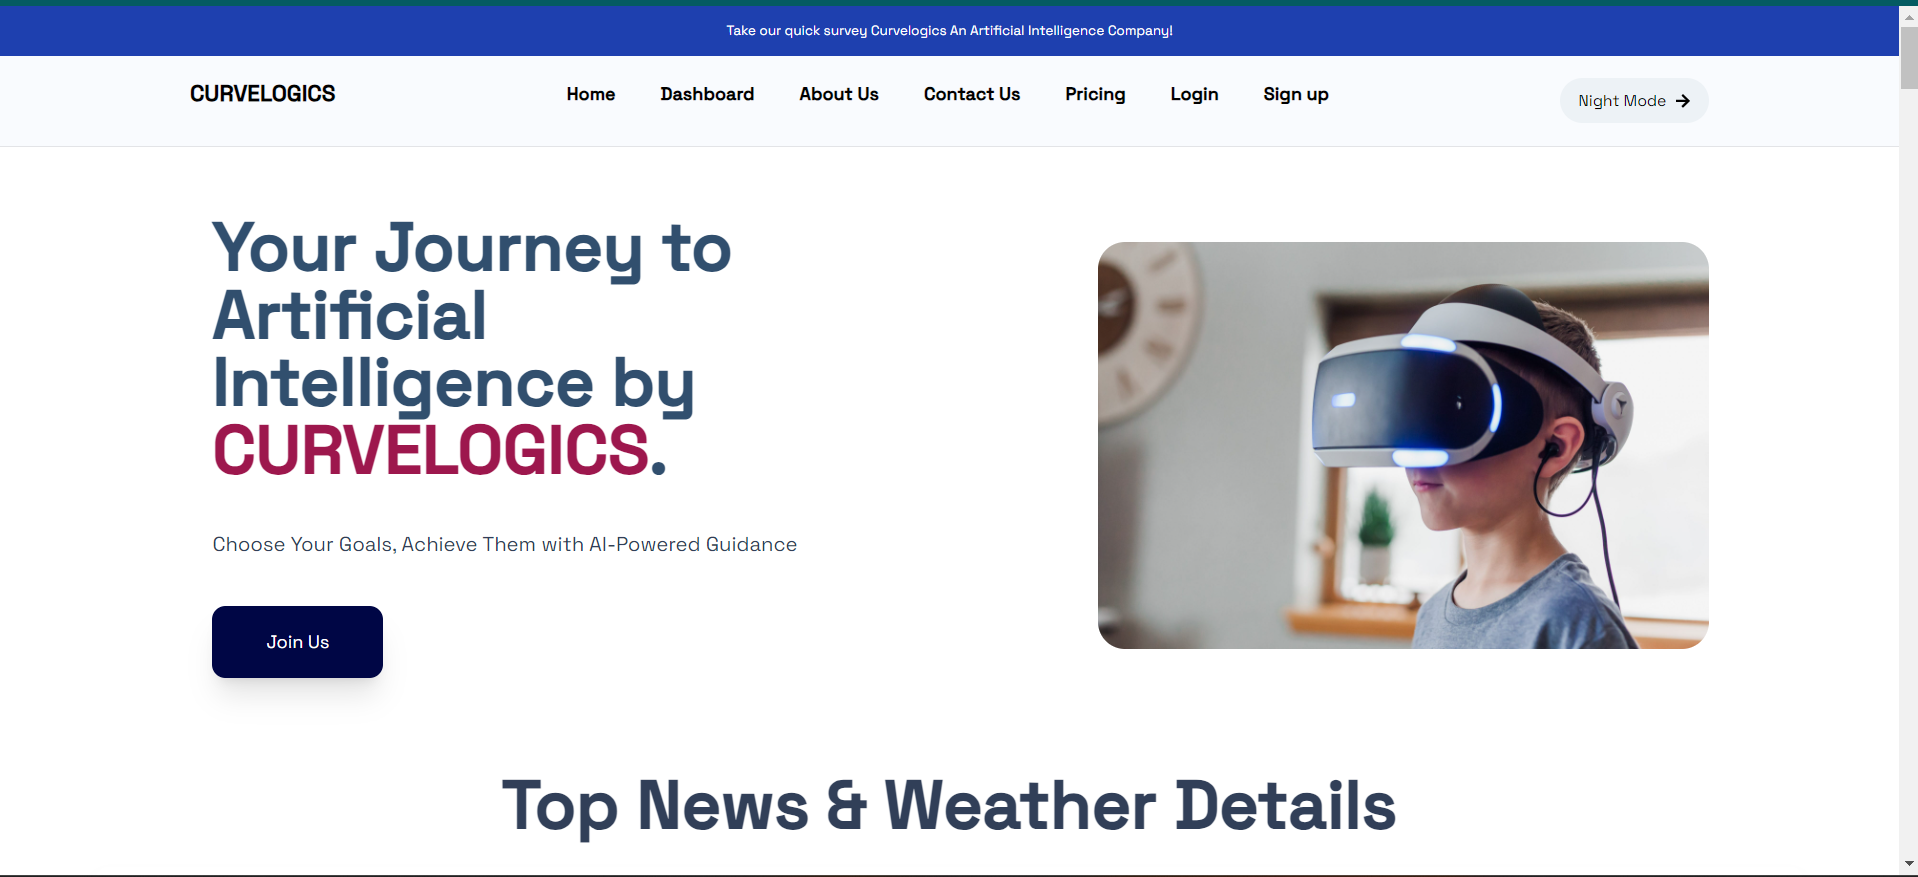 Take our quick survey Curvelogics An Artificial Intelligence Company!
CURVELOGICS
Home Dashboard About Us Contact Us Pricing Login Sign up
Night Mode
Your Journey to
Artificial
Intelligence by
CURVELOGICS.
Choose Your Goals, Achieve Them with AI-Powered Guidance
Join Us
Top News & Weather Details